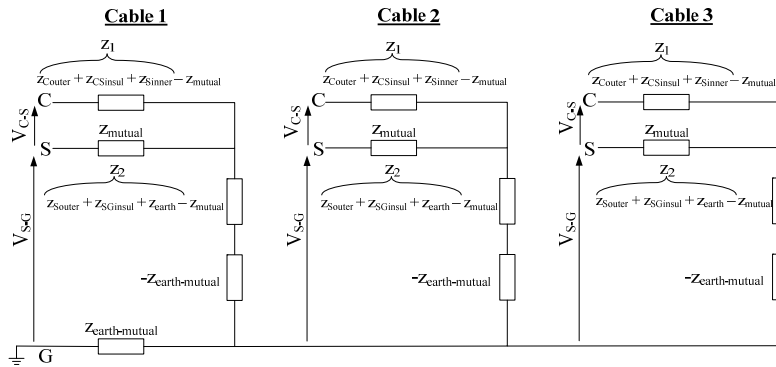 Cable 1
Cable 2
Cable 3
z1
z1
z1
zCouter + zCSinsul + zSinner – zmutual
zCouter + zCSinsul + zSinner – zmutual
zCouter + zCSinsul + zSinner – zmutual
C
C
C
VC-S
VC-S
VC-S
zmutual
zmutual
zmutual
S
S
S
z2
z2
z2
zSouter + zSGinsul + zearth – zmutual
zSouter + zSGinsul + zearth – zmutual
zSouter + zSGinsul + zearth – zmutual
VS-G
VS-G
VS-G
-zearth-mutual
-zearth-mutual
-zearth-mutual
zearth-mutual
G